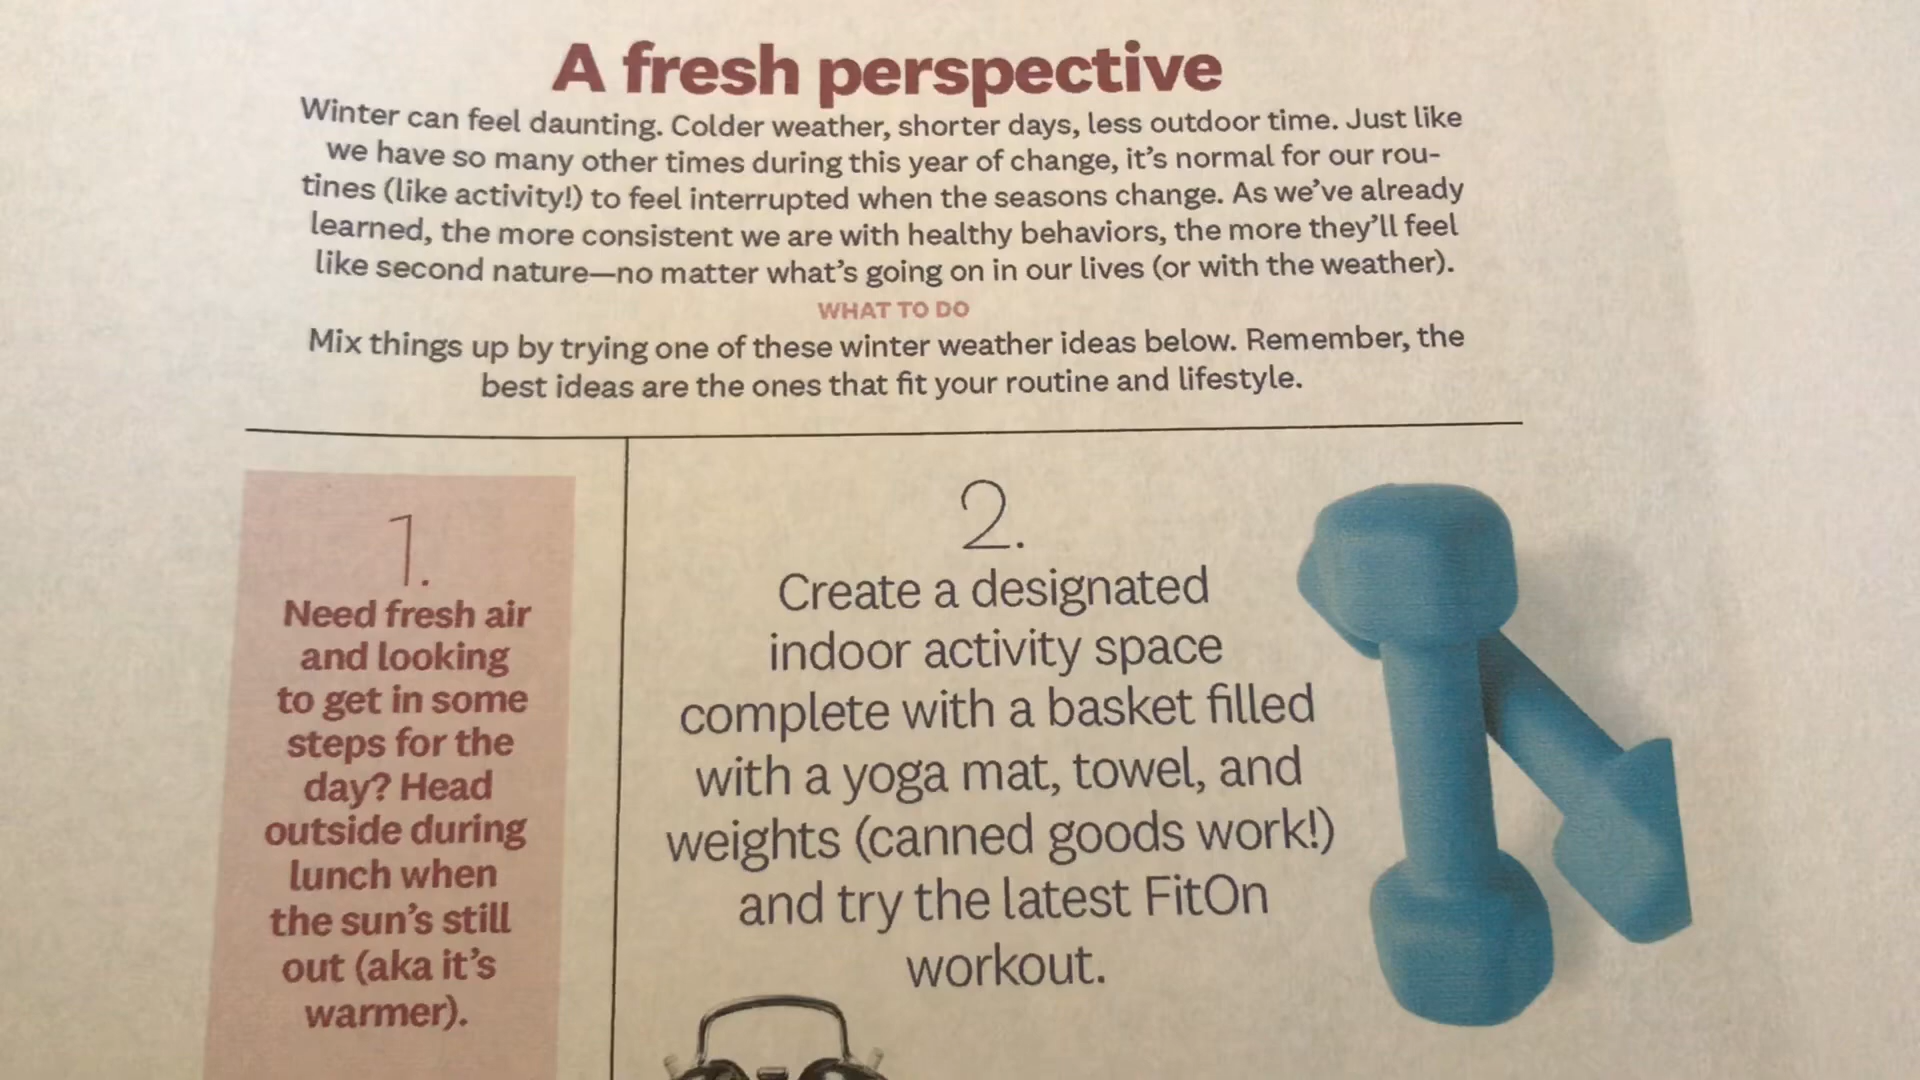 A fresh perspective
Winter can feel daunting. Colder weather, shorter days, less outdoor time. Just like
we have so many other times during this year of change, it's normal for our rou-
tines (like activity!) to feel interrupted when the seasons change. As we've already
learned, the more consistent we are with healthy behaviors, the more they'll feel
like second nature—no matter what's going on in our lives (or with the weather).
WHAT TO DO
Mix things up by trying one of these winter weather ideas below. Remember, the
best ideas are the ones that fit your routine and lifestyle.
1.
Need fresh air
and looking
to get in some
steps for the
day? Head
outside during
lunch when
the sun's still
out (aka it's
warmer).
2.
Create a designated
indoor activity space
complete with a basket filled
with a yoga mat, towel, and
weights (canned goods work!)
and try the latest FitOn
workout.